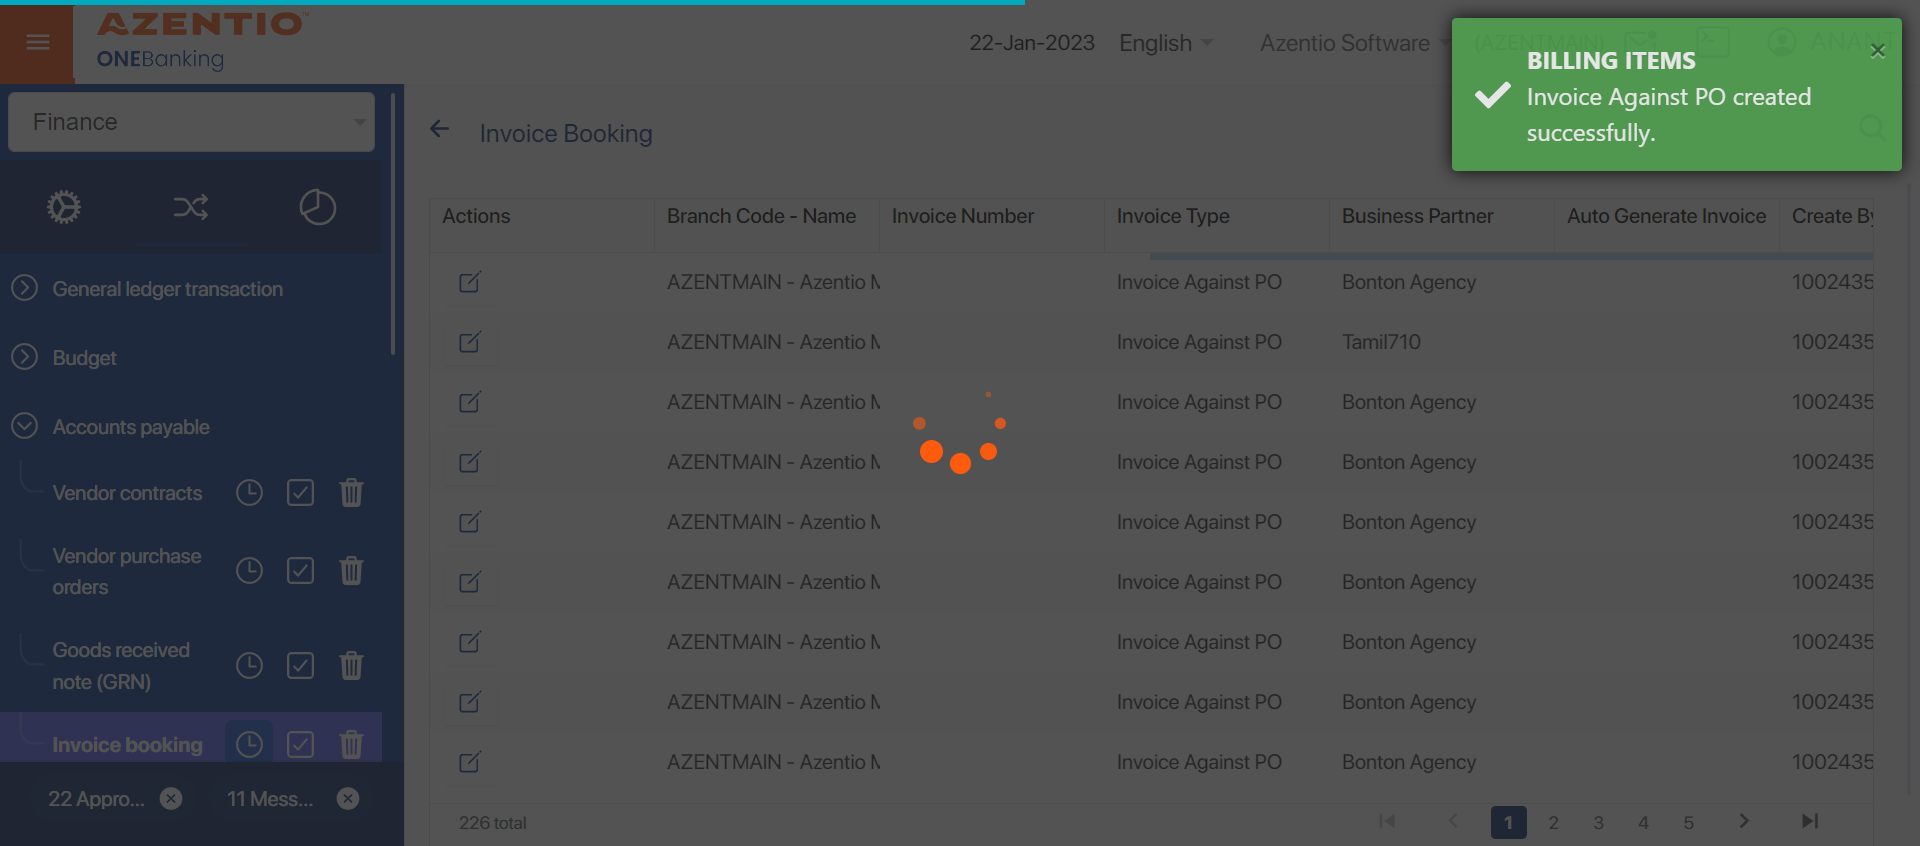 AZENTIO™
ONEBanking
22-Jan-2023
English
Azentio Software
(AZENTMAIN)
BILLING ITEMS
Invoice Against PO created
successfully.
Finance
Invoice Booking
General ledger transaction
Budget
Accounts payable
Vendor contracts
Vendor purchase
orders
Goods received
note (GRN)
Invoice booking
22 Appro...
11 Mess...
Actions Branch Code - Name Invoice Number Invoice Type Business Partner Auto Generate Invoice Create By
AZENTMAIN - Azentio M Invoice Against PO Bonton Agency 1002435
AZENTMAIN - Azentio M Invoice Against PO Tamil710 1002435
AZENTMAIN - Azentio M Invoice Against PO Bonton Agency 1002435
AZENTMAIN - Azentio M Invoice Against PO Bonton Agency 1002435
AZENTMAIN - Azentio M Invoice Against PO Bonton Agency 1002435
AZENTMAIN - Azentio M Invoice Against PO Bonton Agency 1002435
AZENTMAIN - Azentio M Invoice Against PO Bonton Agency 1002435
AZENTMAIN - Azentio M Invoice Against PO Bonton Agency 1002435
AZENTMAIN - Azentio M Invoice Against PO Bonton Agency 1002435
226 total
1 2 3 4 5